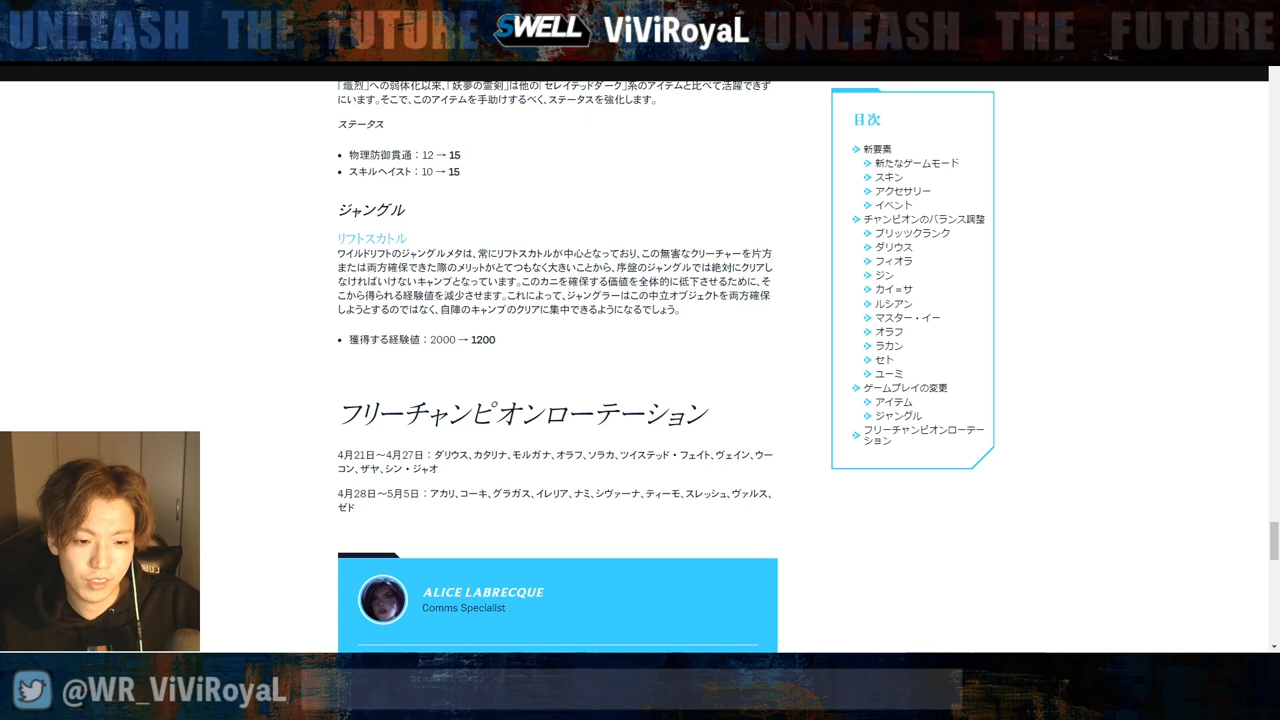 UNLEASH THE FUTURE SWELL ViViRoyaL UNLEASH THE FUTURE
「熾烈」への弱体化以来、「妖夢の霊剣」は他の「セレイテッドダーク」系のアイテムと比べて活躍できず
にいます。そこで、このアイテムを手助けするべく、ステータスを強化します。
ステータス
• 物理防御貫通：12 → 15
• スキルヘイスト：10 → 15
ジャングル
リフトスカトル
ワイルドリフトのジャングルメタは、常にリフトスカトルが中心となっており、この無害なクリーチャーを片方
または両方確保できた際のメリットがとてつもなく大きいことから、序盤のジャングルでは絶対にクリアし
なければいけないキャンプとなっています。このカニを確保する価値を全体的に低下させるために、そ
こから得られる経験値を減少させます。これによって、ジャングラーはこの中立オブジェクトを両方確保
しようとするのではなく、自陣のキャンプのクリアに集中できるようになるでしょう。
• 獲得する経験値：2000 → 1200
フリーチャンピオンローテーション
4月21日～4月27日：ダリウス、カタリナ、モルガナ、オラフ、ソラカ、ツイステッド・フェイト、ヴェイン、ウー
コン、ザヤ、シン・ジャオ
4月28日～5月5日：アカリ、コーキ、グラガス、イレリア、ナミ、シヴァーナ、ティーモ、スレッシュ、ヴァルス、
ゼド
ALICE LABRECQUE
Comms Specialist
目次
新要素
新たなゲームモード
スキン
アクセサリー
イベント
チャンピオンのバランス調整
ブリッツクランク
ダリウス
フィオラ
ジン
カイ＝サ
ルシアン
マスター・イー
オラフ
ラカン
セト
ユーミ
ゲームプレイの変更
アイテム
ジャングル
フリーチャンピオンローテー
ション
@WR_ViViRoyaL